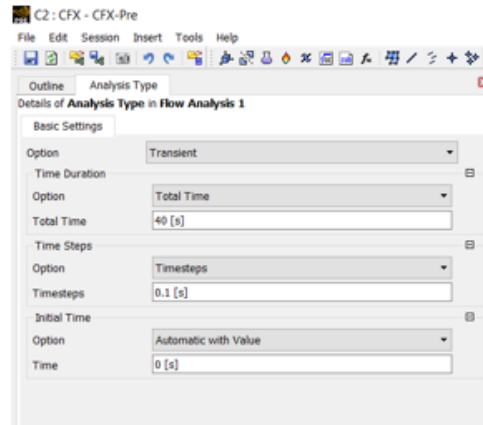 C2 : CFX - CFX-Pre
File Edit Session Insert Tools Help
Outline Analysis Type
Details of Analysis Type in Flow Analysis 1
Basic Settings
Option Transient
Time Duration
Option Total Time
Total Time 40 [s]
Time Steps
Option Timesteps
Timesteps 0.1 [s]
Initial Time
Option Automatic with Value
Time 0 [s]